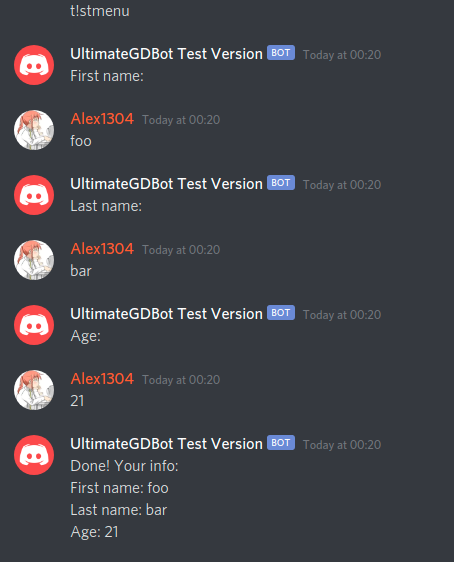 t!stmenu
UltimateGDBot Test Version BOT Today at 00:20
First name:
Alex1304 Today at 00:20
foo
UltimateGDBot Test Version BOT Today at 00:20
Last name:
Alex1304 Today at 00:20
bar
UltimateGDBot Test Version BOT Today at 00:20
Age:
Alex1304 Today at 00:20
21
UltimateGDBot Test Version BOT Today at 00:20
Done! Your info:
First name: foo
Last name: bar
Age: 21